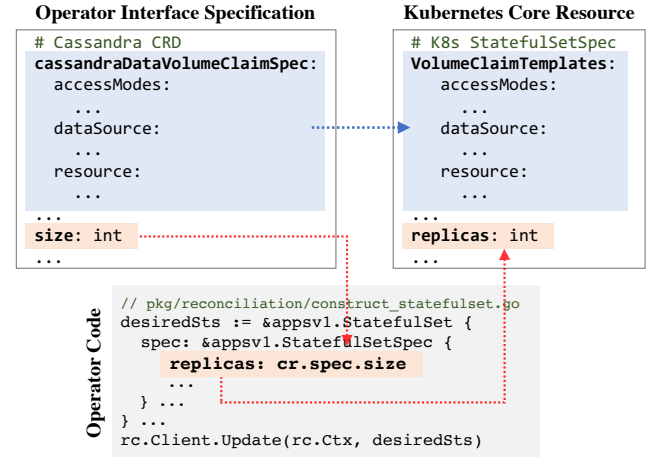 Operator Interface Specification
# Cassandra CRD
cassandraDataVolumeClaimSpec:
accessModes:
...
dataSource:
...
resource:
...
...
size: int
...
Kubernetes Core Resource
# K8s StatefulSetSpec
VolumeClaimTemplates:
accessModes:
...
dataSource:
...
resource:
...
...
replicas: int
...
Operator Code
// pkg/reconciliation/construct_statefulset.go
desiredSts := &appsv1.StatefulSet {
spec: &appsv1.StatefulSetSpec {
replicas: cr.spec.size
...
} ...
} ...
rc.Client.Update(rc.Ctx, desiredSts)